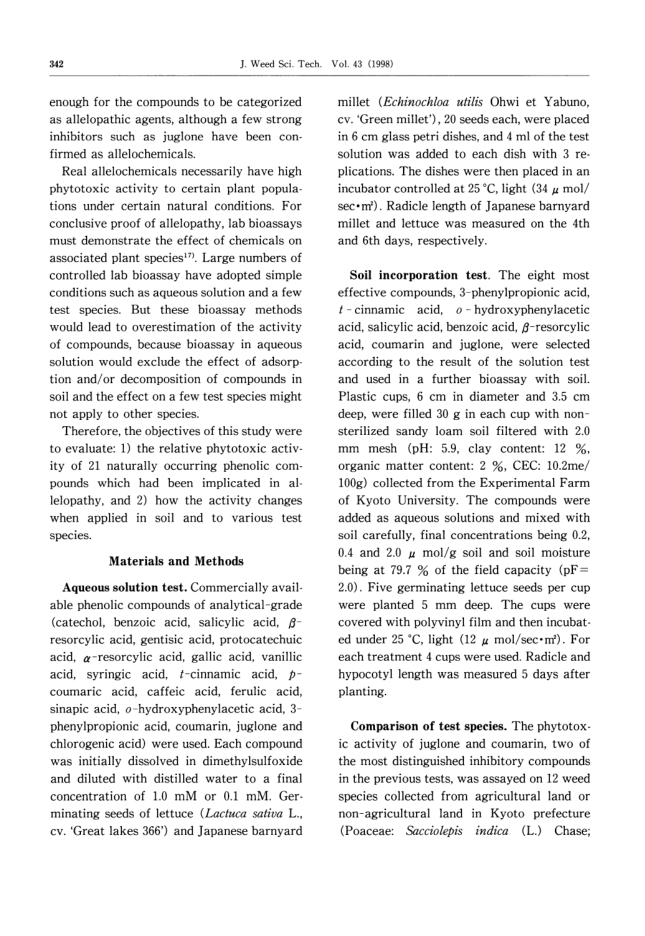 342
J. Weed Sci. Tech. Vol. 43 (1998)
enough for the compounds to be categorized
as allelopathic agents, although a few strong
inhibitors such as juglone have been con-
firmed as allelochemicals.
Real allelochemicals necessarily have high
phytotoxic activity to certain plant popula-
tions under certain natural conditions. For
conclusive proof of allelopathy, lab bioassays
must demonstrate the effect of chemicals on
associated plant species¹⁷⁾. Large numbers of
controlled lab bioassay have adopted simple
conditions such as aqueous solution and a few
test species. But these bioassay methods
would lead to overestimation of the activity
of compounds, because bioassay in aqueous
solution would exclude the effect of adsorp-
tion and/or decomposition of compounds in
soil and the effect on a few test species might
not apply to other species.
Therefore, the objectives of this study were
to evaluate: 1) the relative phytotoxic activ-
ity of 21 naturally occurring phenolic com-
pounds which had been implicated in al-
lelopathy, and 2) how the activity changes
when applied in soil and to various test
species.
Materials and Methods
Aqueous solution test. Commercially avail-
able phenolic compounds of analytical-grade
(catechol, benzoic acid, salicylic acid, β-
resorcylic acid, gentisic acid, protocatechuic
acid, α-resorcylic acid, gallic acid, vanillic
acid, syringic acid, t-cinnamic acid, p-
coumaric acid, caffeic acid, ferulic acid,
sinapic acid, o-hydroxyphenylacetic acid, 3-
phenylpropionic acid, coumarin, juglone and
chlorogenic acid) were used. Each compound
was initially dissolved in dimethylsulfoxide
and diluted with distilled water to a final
concentration of 1.0 mM or 0.1 mM. Ger-
minating seeds of lettuce (Lactuca sativa L.,
cv. 'Great lakes 366') and Japanese barnyard
millet (Echinochloa utilis Ohwi et Yabuno,
cv. 'Green millet'), 20 seeds each, were placed
in 6 cm glass petri dishes, and 4 ml of the test
solution was added to each dish with 3 re-
plications. The dishes were then placed in an
incubator controlled at 25 ℃, light (34 μ mol/
sec・㎡). Radicle length of Japanese barnyard
millet and lettuce was measured on the 4th
and 6th days, respectively.
Soil incorporation test. The eight most
effective compounds, 3-phenylpropionic acid,
t-cinnamic acid, o-hydroxyphenylacetic
acid, salicylic acid, benzoic acid, β-resorcylic
acid, coumarin and juglone, were selected
according to the result of the solution test
and used in a further bioassay with soil.
Plastic cups, 6 cm in diameter and 3.5 cm
deep, were filled 30 g in each cup with non-
sterilized sandy loam soil filtered with 2.0
mm mesh (pH: 5.9, clay content: 12 %,
organic matter content: 2 %, CEC: 10.2me/
100g) collected from the Experimental Farm
of Kyoto University. The compounds were
added as aqueous solutions and mixed with
soil carefully, final concentrations being 0.2,
0.4 and 2.0 μ mol/g soil and soil moisture
being at 79.7 % of the field capacity (pF=
2.0). Five germinating lettuce seeds per cup
were planted 5 mm deep. The cups were
covered with polyvinyl film and then incubat-
ed under 25 ℃, light (12 μ mol/sec・㎡). For
each treatment 4 cups were used. Radicle and
hypocotyl length was measured 5 days after
planting.
Comparison of test species. The phytotox-
ic activity of juglone and coumarin, two of
the most distinguished inhibitory compounds
in the previous tests, was assayed on 12 weed
species collected from agricultural land or
non-agricultural land in Kyoto prefecture
(Poaceae: Sacciolepis indica (L.) Chase;